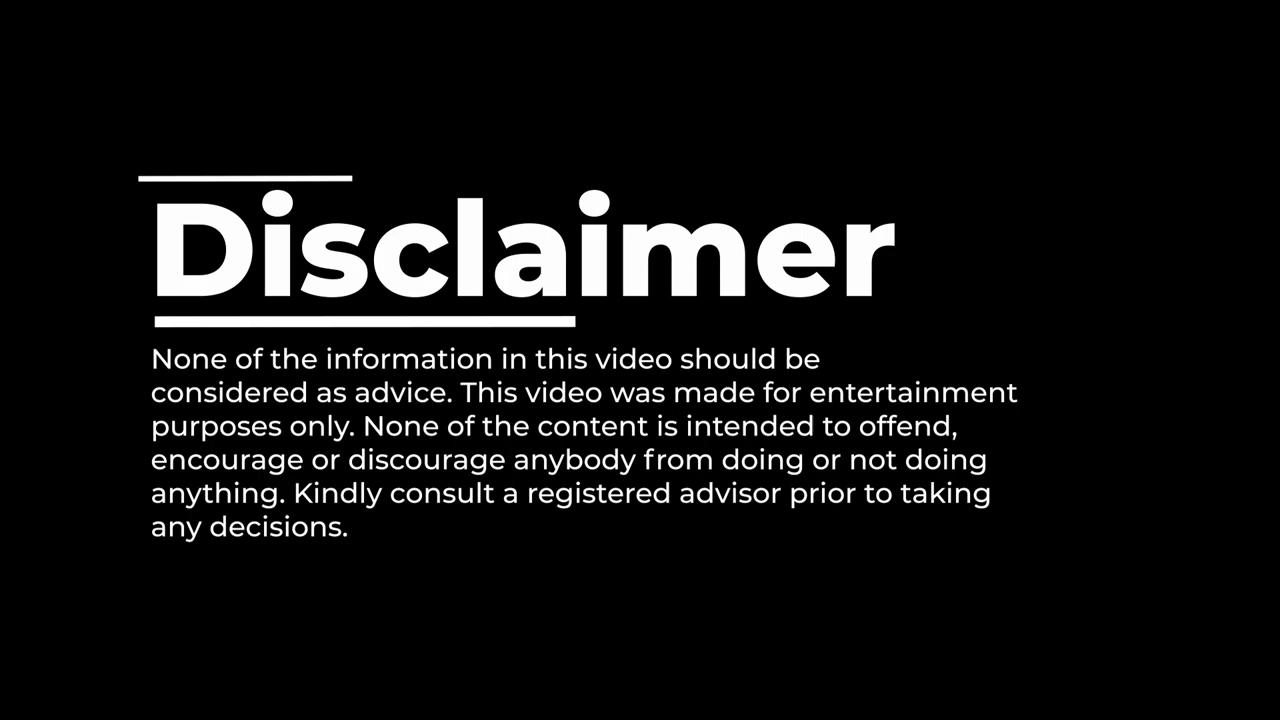 Disclaimer
None of the information in this video should be
considered as advice. This video was made for entertainment
purposes only. None of the content is intended to offend,
encourage or discourage anybody from doing or not doing
anything. Kindly consult a registered advisor prior to taking
any decisions.